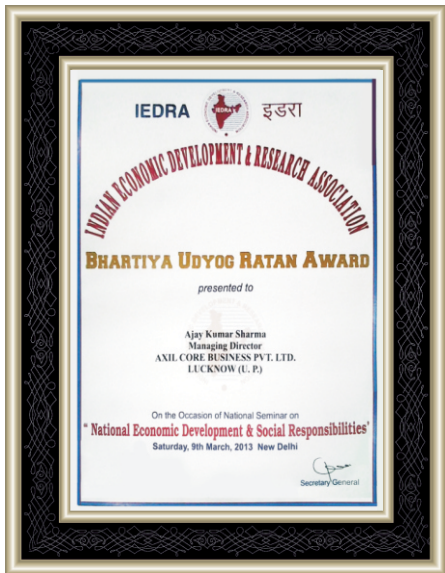 IEDRA IEDRA इडरा
INDIAN ECONOMIC DEVELOPMENT & RESEARCH ASSOCIATION
BHARTIYA UDYOG RATAN AWARD
presented to
Ajay Kumar Sharma
Managing Director
AXIL CORE BUSINESS PVT. LTD.
LUCKNOW (U. P.)
On the Occasion of National Seminar on
" National Economic Development & Social Responsibilities'
Saturday, 9th March, 2013 New Delhi
Secretary General